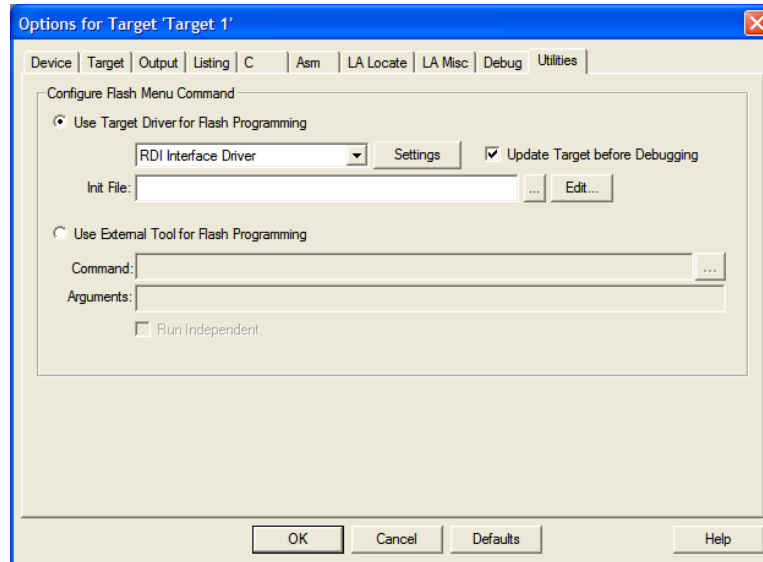 Options for Target 'Target 1'
Device Target Output Listing C Asm LA Locate LA Misc Debug Utilities
Configure Flash Menu Command
Use Target Driver for Flash Programming
RDI Interface Driver Settings Update Target before Debugging
Init File: ... Edit...
Use External Tool for Flash Programming
Command: ...
Arguments:
Run Independent
OK Cancel Defaults Help